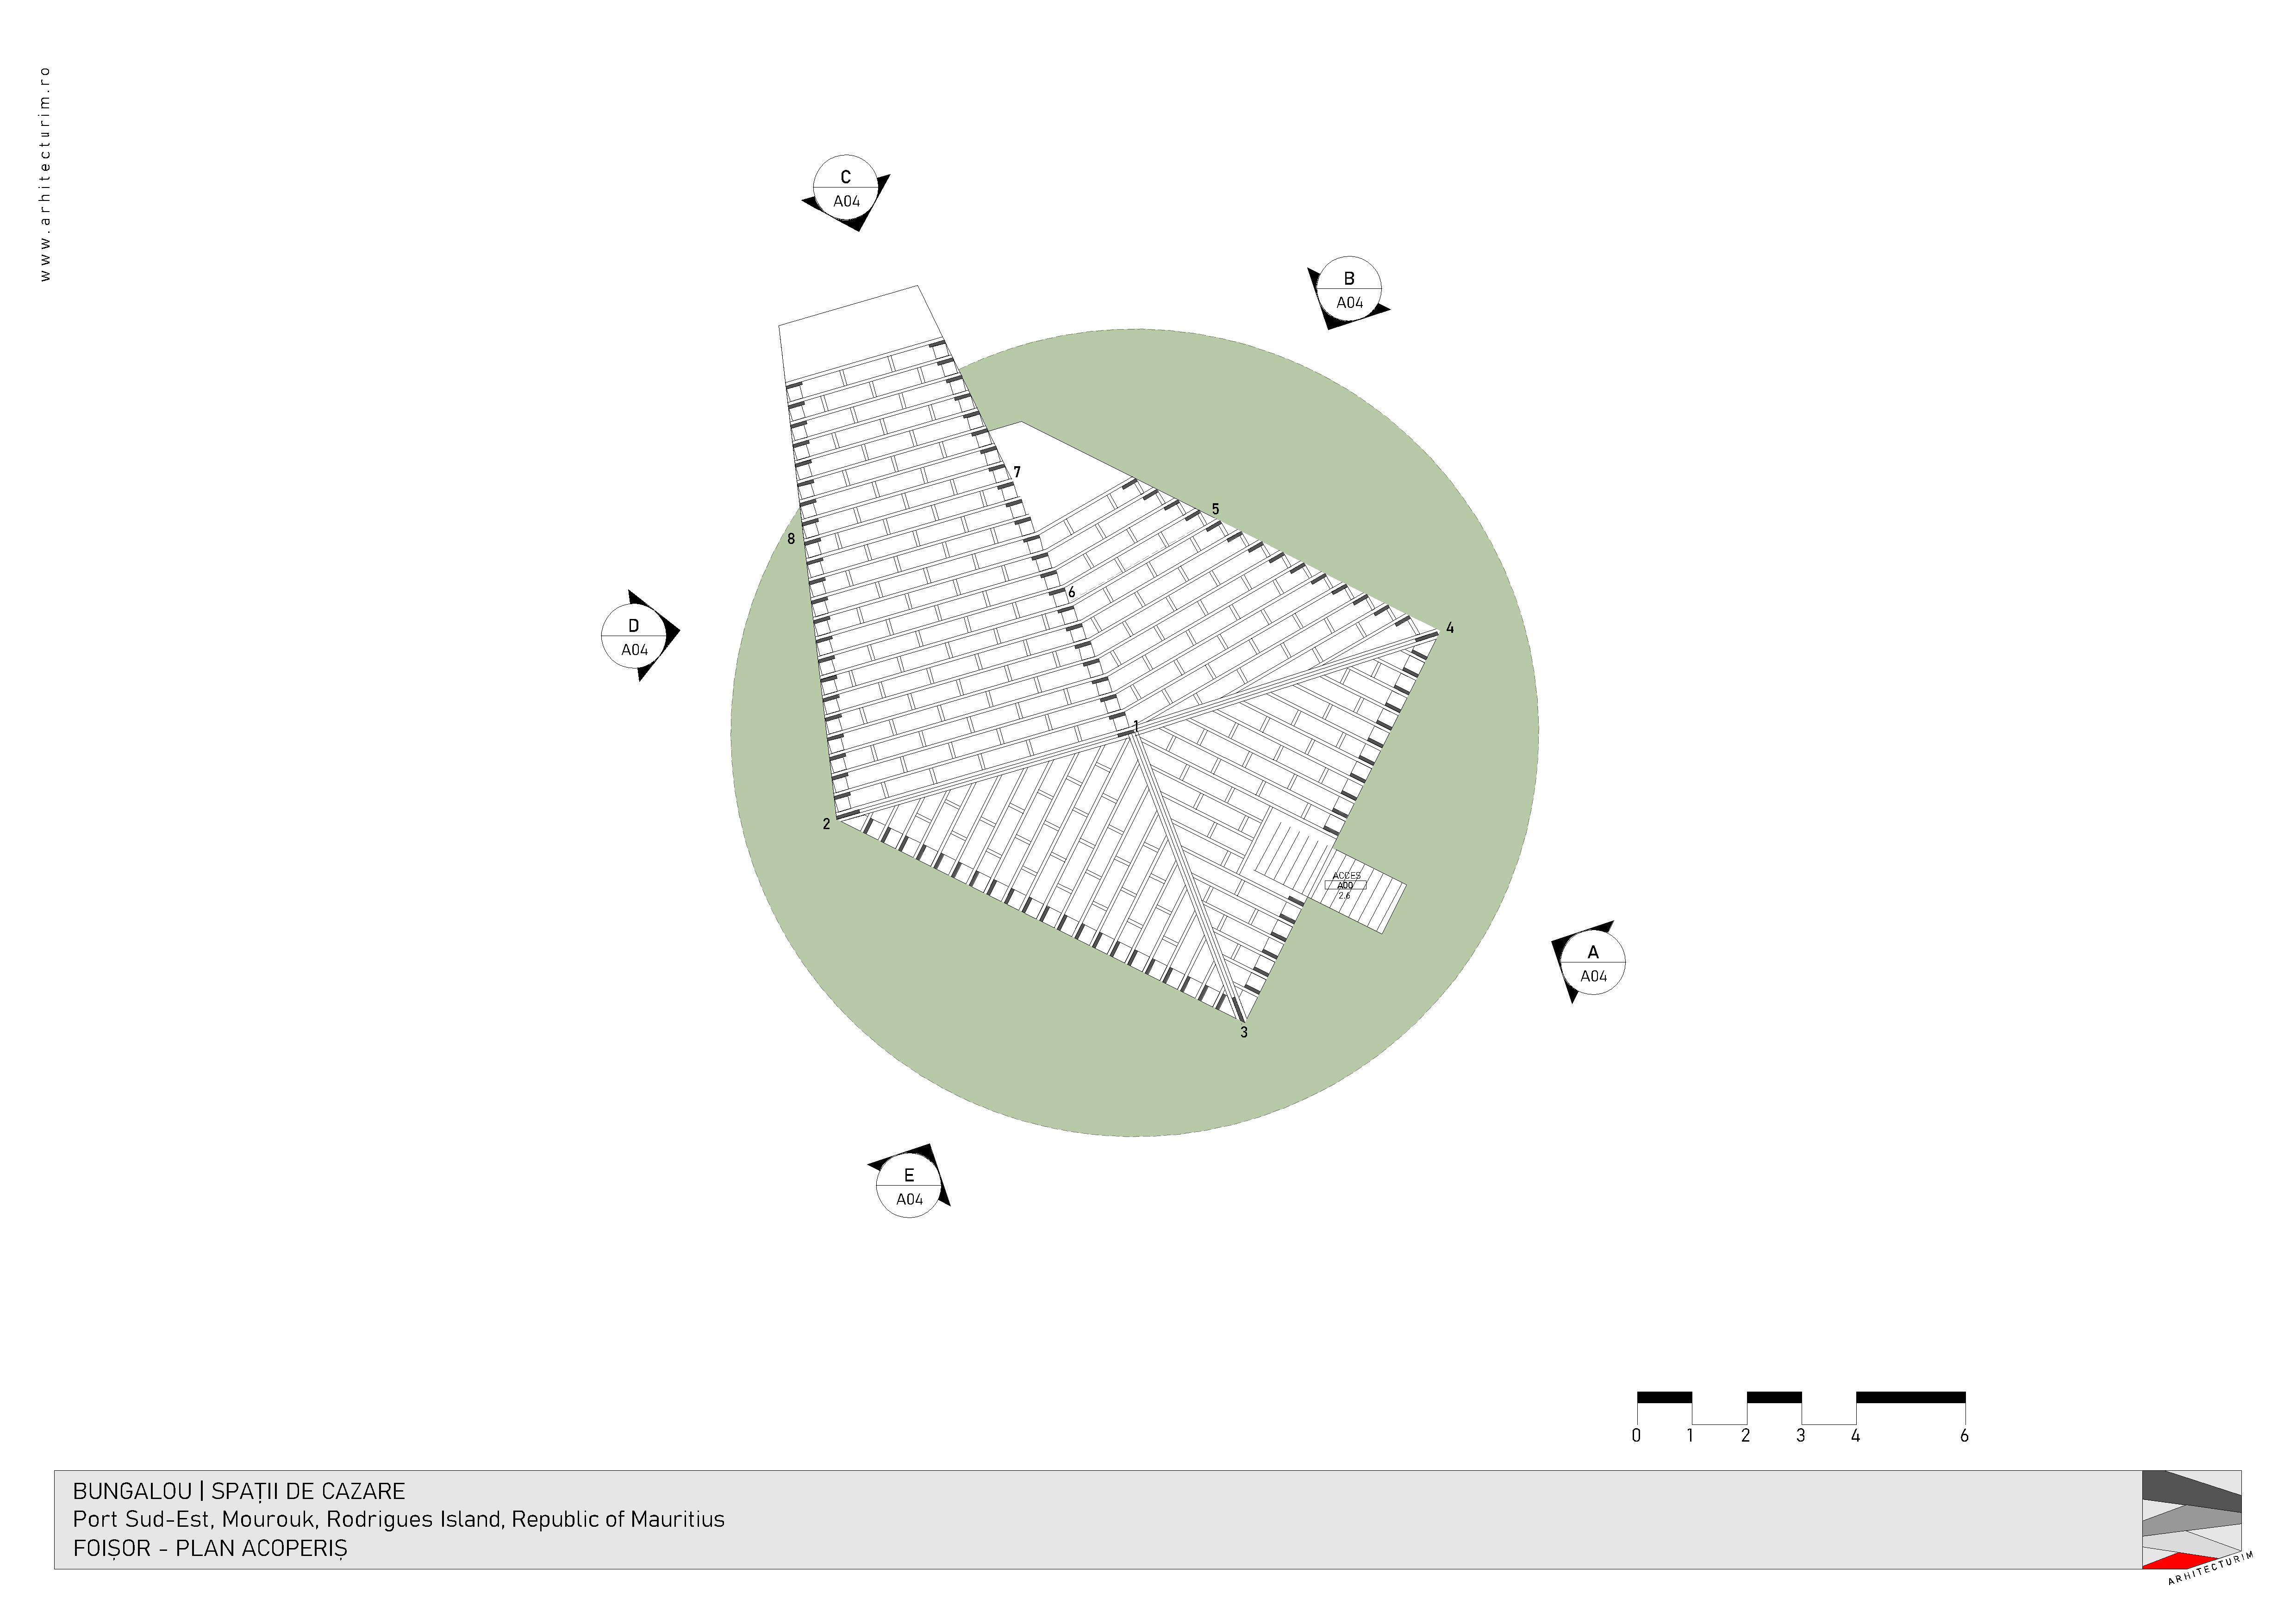 www.arhitecturim.ro
C
A04
B
A04
7
5
8
6
D
A04
4
1
2
ACCES
A00
2.6
A
A04
3
E
A04
0 1 2 3 4 6
BUNGALOU | SPAȚII DE CAZARE
Port Sud-Est, Mourouk, Rodrigues Island, Republic of Mauritius
FOIȘOR - PLAN ACOPERIȘ
ARHITECTURIM